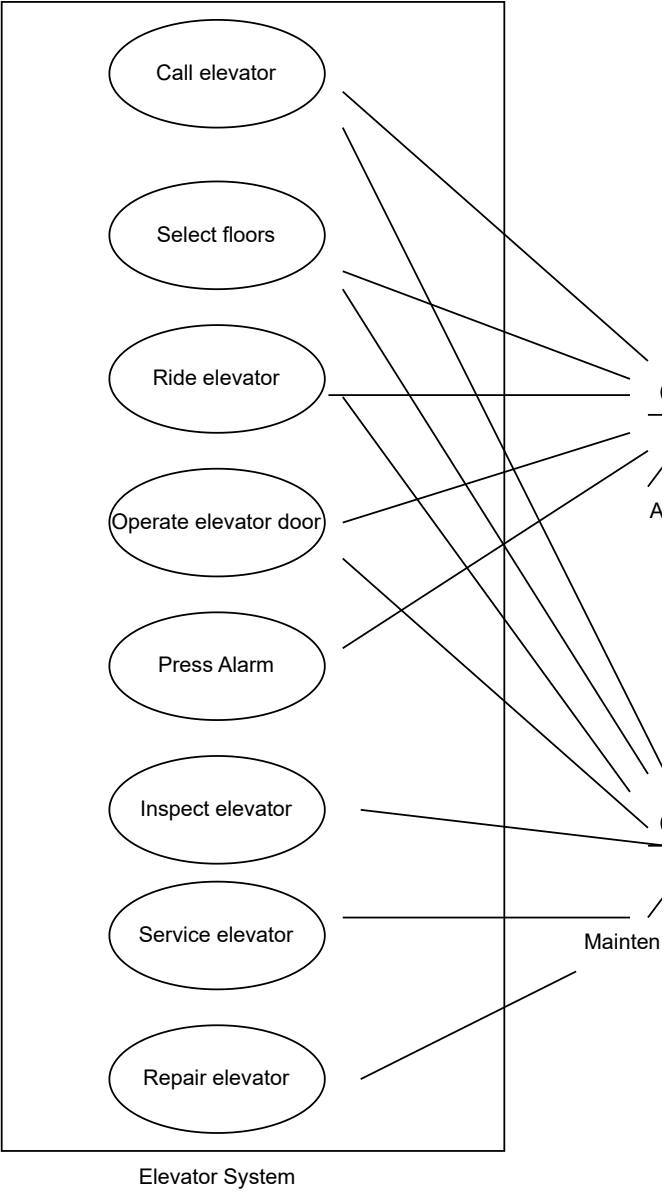 Call elevator
Select floors
Ride elevator
Operate elevator door
Press Alarm
A
Inspect elevator
Service elevator
Mainten
Repair elevator
Elevator System